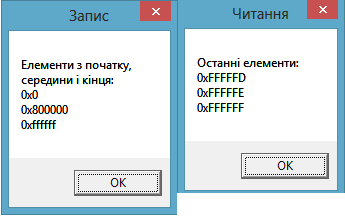 Запис
Елементи з початку,
середини і кінця:
0x0
0x800000
0xffffff
OK
Читання
Останні елементи:
0xFFFFFD
0xFFFFFE
0xFFFFFF
OK